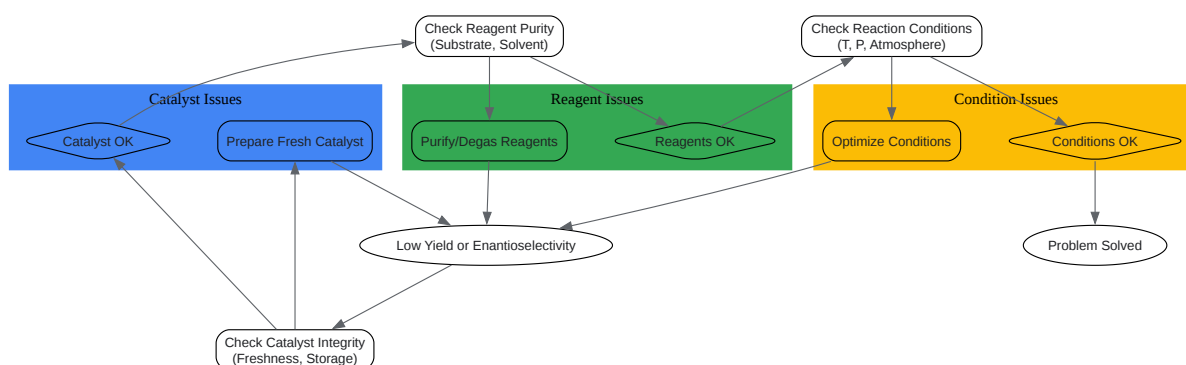 Check Reagent Purity
(Substrate, Solvent)
Check Reaction Conditions
(T, P, Atmosphere)
Catalyst Issues
Reagent Issues
Condition Issues
Catalyst OK
Prepare Fresh Catalyst
Purify/Degas Reagents
Reagents OK
Optimize Conditions
Conditions OK
Low Yield or Enantioselectivity
Problem Solved
Check Catalyst Integrity
(Freshness, Storage)